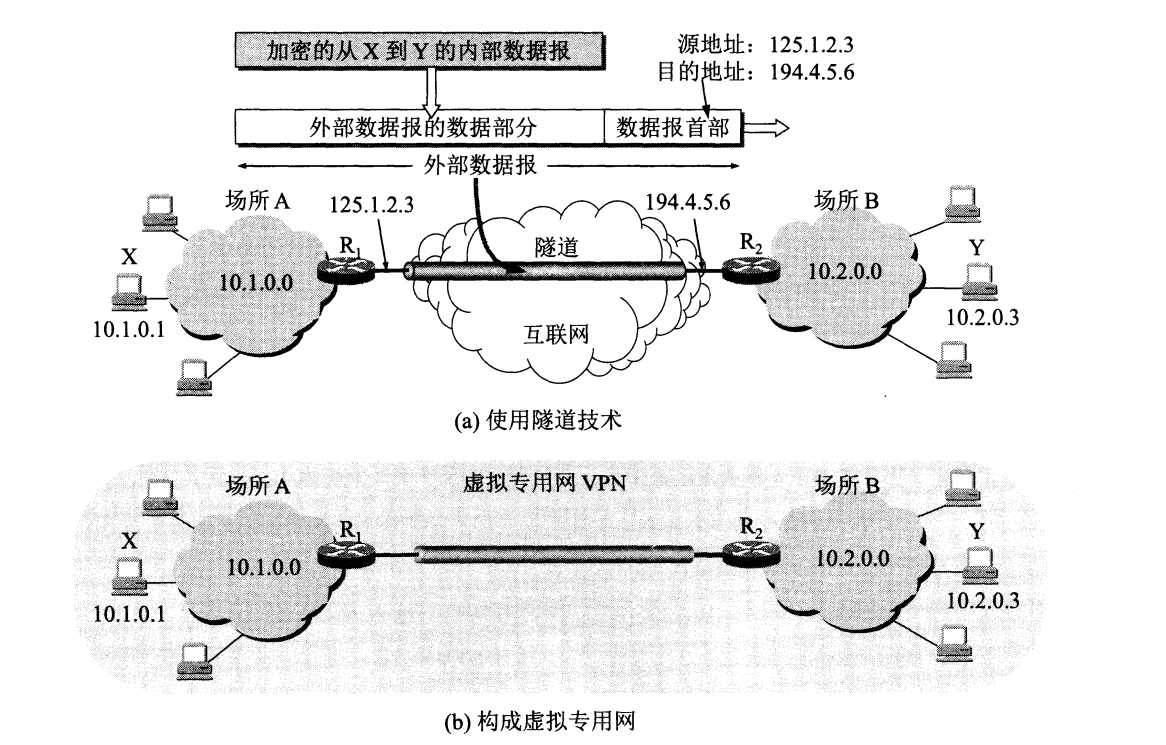 加密的从 X 到 Y 的内部数据报
源地址：125.1.2.3
目的地址：194.4.5.6
外部数据报的数据部分
数据报首部
外部数据报
场所 A
125.1.2.3
194.4.5.6
场所 B
X
R1
隧道
R2
Y
10.1.0.0
10.2.0.0
10.1.0.1
互联网
10.2.0.3
(a) 使用隧道技术
场所 A
虚拟专用网 VPN
场所 B
X
R1
R2
Y
10.1.0.0
10.2.0.0
10.1.0.1
10.2.0.3
(b) 构成虚拟专用网